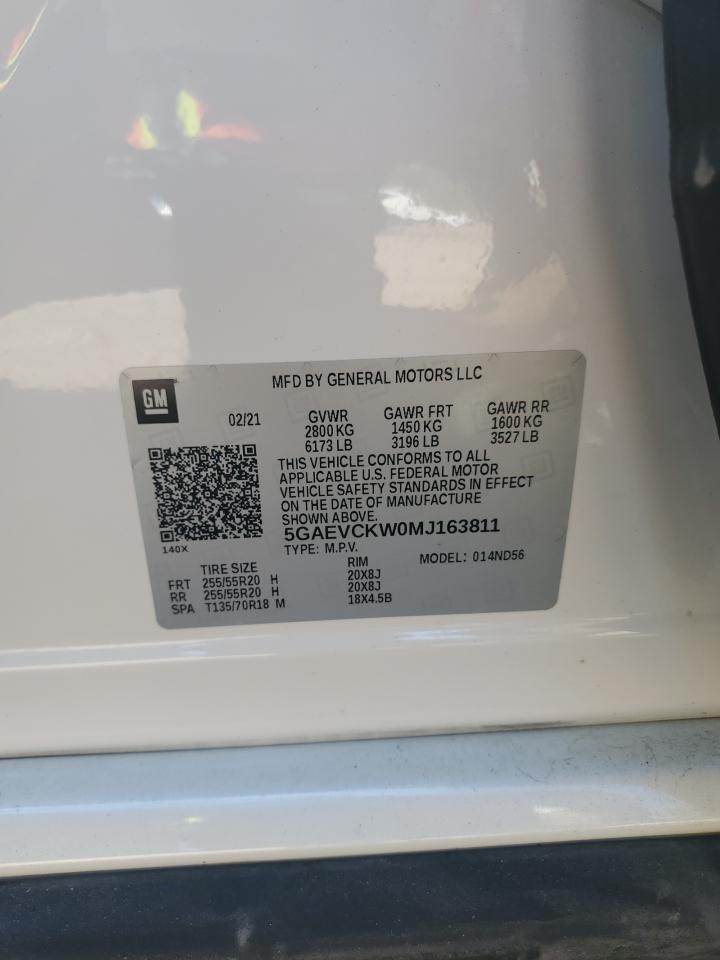 MFD BY GENERAL MOTORS LLC
GM
02/21 GVWR GAWR FRT GAWR RR
2800 KG 1450 KG 1600 KG
6173 LB 3196 LB 3527 LB
THIS VEHICLE CONFORMS TO ALL
APPLICABLE U.S. FEDERAL MOTOR
VEHICLE SAFETY STANDARDS IN EFFECT
ON THE DATE OF MANUFACTURE
SHOWN ABOVE.
5GAEVCKW0MJ163811
140X
TYPE: M.P.V. MODEL: 014ND56
TIRE SIZE RIM
FRT 255/55R20 H 20X8J
RR 255/55R20 H 20X8J
SPA T135/70R18 M 18X4.5B